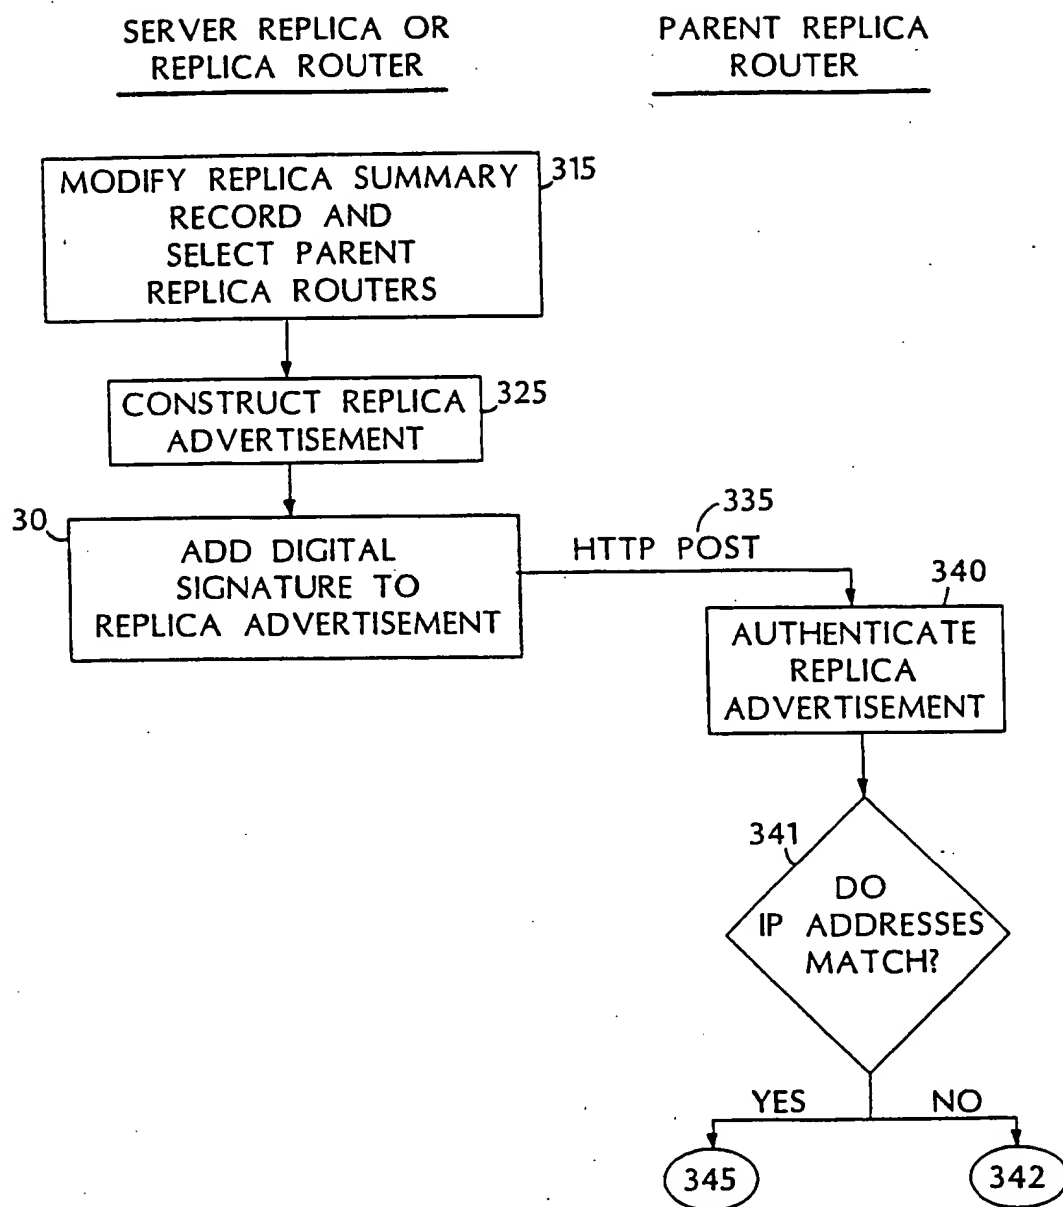 SERVER REPLICA OR
REPLICA ROUTER
PARENT REPLICA
ROUTER
MODIFY REPLICA SUMMARY
RECORD AND
SELECT PARENT
REPLICA ROUTERS
315
CONSTRUCT REPLICA
ADVERTISEMENT
325
30
ADD DIGITAL
SIGNATURE TO
REPLICA ADVERTISEMENT
HTTP POST
335
340
AUTHENTICATE
REPLICA
ADVERTISEMENT
341
DO
IP ADDRESSES
MATCH?
YES
NO
345
342